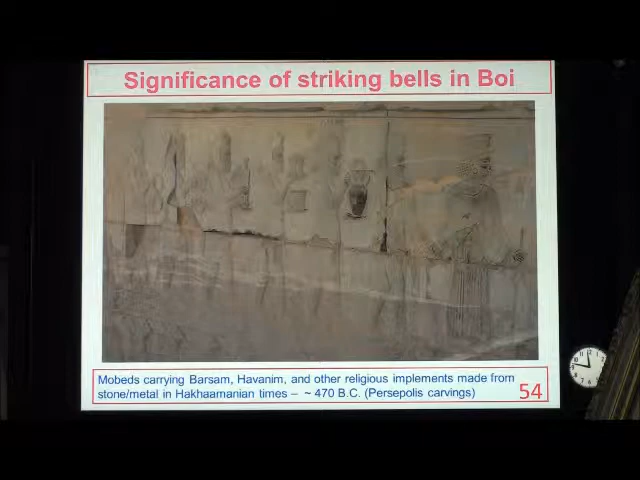 Significance of striking bells in Boi
Mobeds carrying Barsam, Havanim, and other religious implements made from
stone/metal in Hakhaamanian times – ~ 470 B.C. (Persepolis carvings)
54